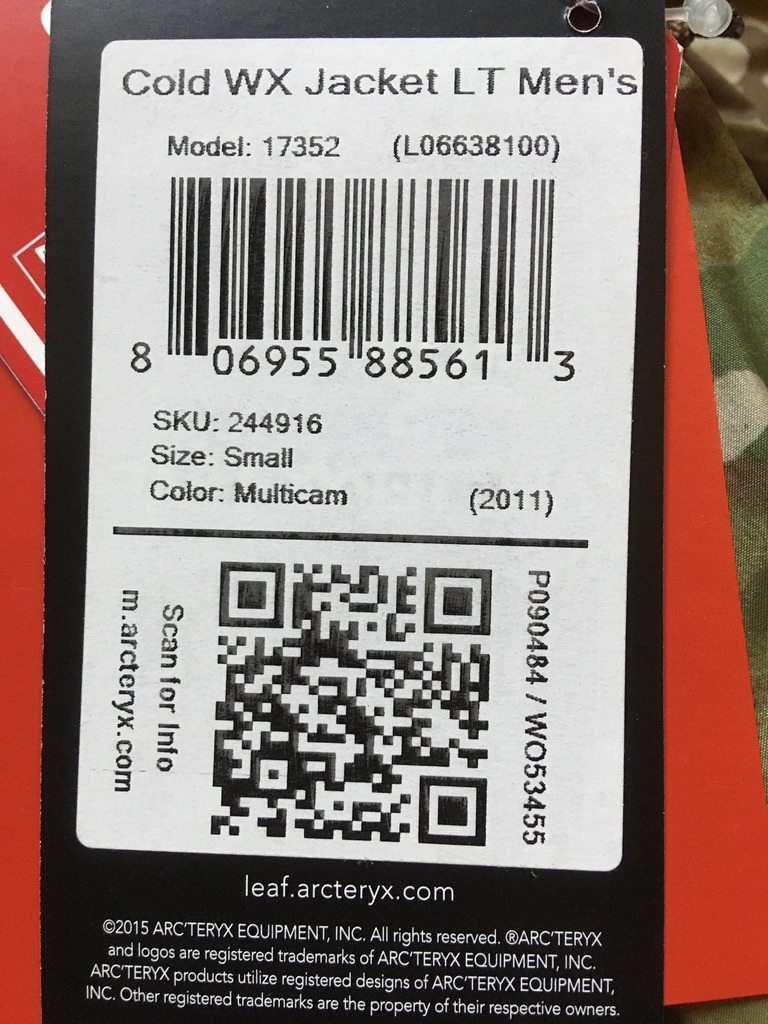 Cold WX Jacket LT Men's
Model: 17352 (L06638100)
8 06955 88561 3
SKU: 244916
Size: Small
Color: Multicam (2011)
Scan for Info
m.arcteryx.com
P090484 / WO53455
leaf.arcteryx.com
©2015 ARC'TERYX EQUIPMENT, INC. All rights reserved. ®ARC'TERYX
and logos are registered trademarks of ARC'TERYX EQUIPMENT, INC.
ARC'TERYX products utilize registered designs of ARC'TERYX EQUIPMENT,
INC. Other registered trademarks are the property of their respective owners.